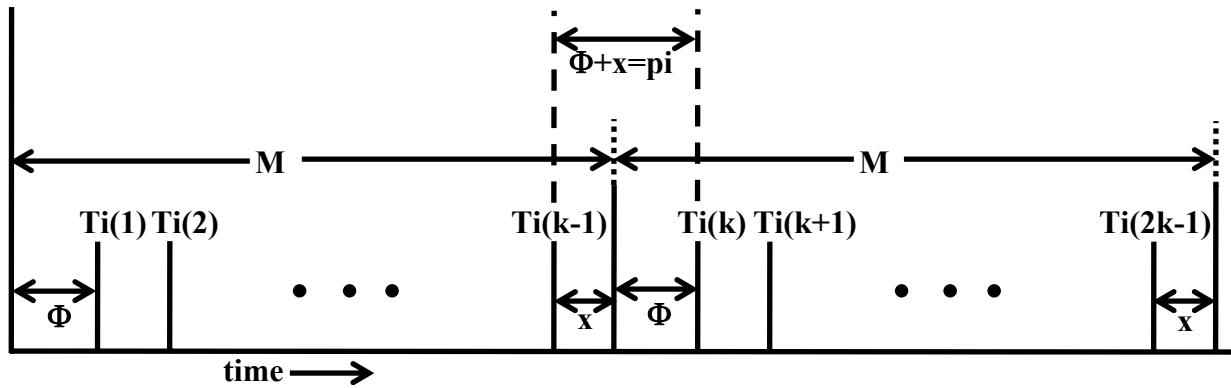 Φ+x=pi
M M
Ti(1) Ti(2) Ti(k-1) Ti(k) Ti(k+1) Ti(2k-1)
Φ x Φ x
time